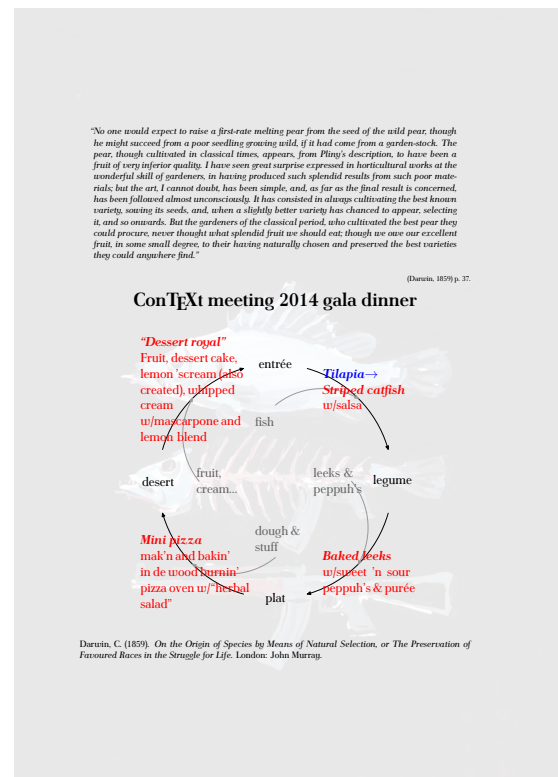 “No one would expect to raise a first-rate melting pear from the seed of the wild pear, though
he might succeed from a poor seedling growing wild, if it had come from a garden-stock. The
pear, though cultivated in classical times, appears, from Pliny’s description, to have been a
fruit of very inferior quality. I have seen great surprise expressed in horticultural works at the
wonderful skill of gardeners, in having produced such splendid results from such poor mate-
rials; but the art, I cannot doubt, has been simple, and, as far as the final result is concerned,
has been followed almost unconsciously. It has consisted in always cultivating the best known
variety, sowing its seeds, and, when a slightly better variety has chanced to appear, selecting
it, and so onwards. But the gardeners of the classical period, who cultivated the best pear they
could procure, never thought what splendid fruit we should eat; though we owe our excellent
fruit, in some small degree, to their having naturally chosen and preserved the best varieties
they could anywhere find.”
(Darwin, 1859) p. 37.
ConTEXt meeting 2014 gala dinner
“Dessert royal”
Fruit, dessert cake,
lemon ’scream (also
created), whipped
cream
w/mascarpone and
lemon blend
entrée
Tilapia→
Striped catfish
w/salsa
fish
desert
fruit,
cream...
leeks &
peppuh’s
legume
dough &
stuff
Mini pizza
mak’n and bakin’
in de wood burnin’
pizza oven w/“herbal
salad”
Baked leeks
w/sweet ’n sour
peppuh’s & purée
plat
Darwin, C. (1859). On the Origin of Species by Means of Natural Selection, or The Preservation of
Favoured Races in the Struggle for Life. London: John Murray.